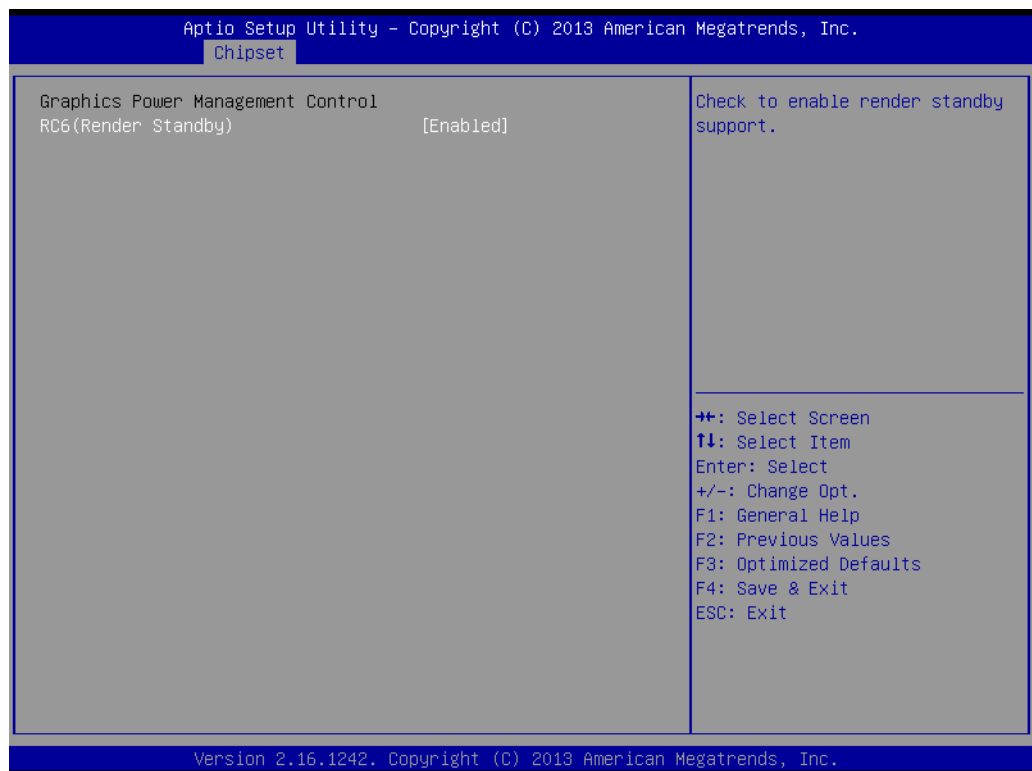 Aptio Setup Utility – Copyright (C) 2013 American Megatrends, Inc.
Chipset
Graphics Power Management Control
RC6(Render Standby) [Enabled]
Check to enable render standby
support.
→←: Select Screen
↑↓: Select Item
Enter: Select
+/-: Change Opt.
F1: General Help
F2: Previous Values
F3: Optimized Defaults
F4: Save & Exit
ESC: Exit
Version 2.16.1242. Copyright (C) 2013 American Megatrends, Inc.